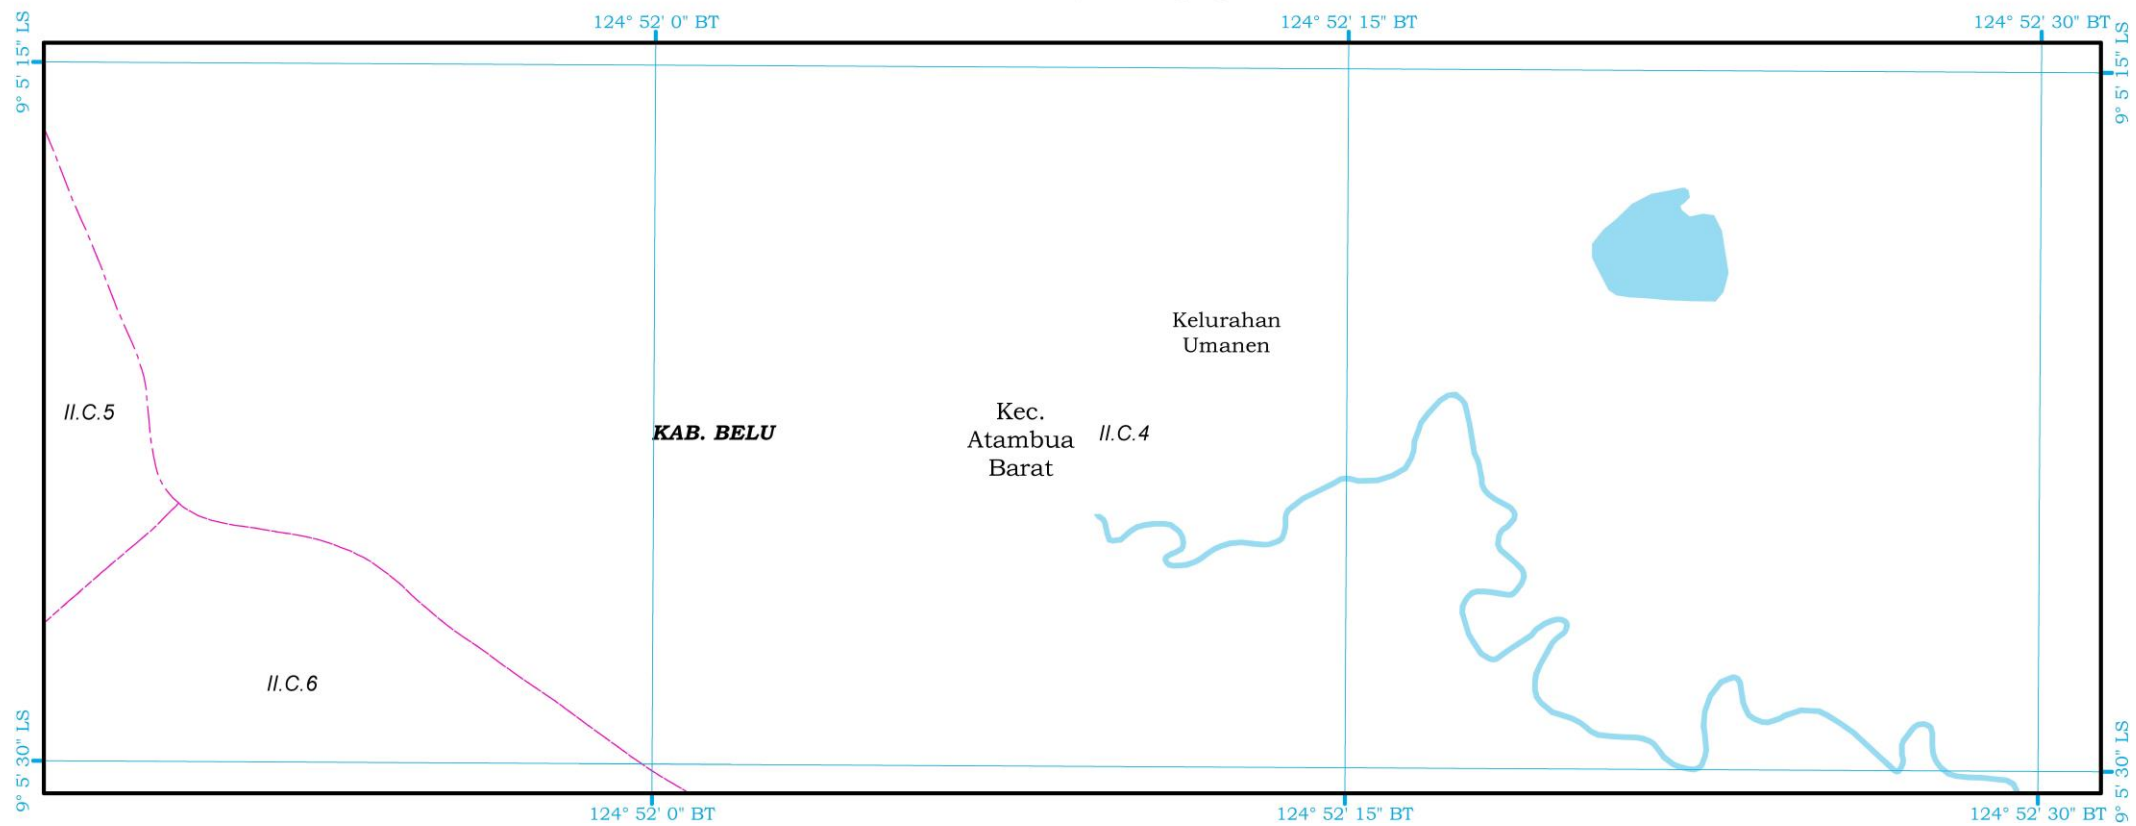 124° 52' 0" BT
124° 52' 15" BT
124° 52' 30" BT
9° 5' 15" LS
9° 5' 15" LS
Kelurahan
Umanen
II.C.5
KAB. BELU
Kec.
Atambua
Barat
II.C.4
II.C.6
9° 5' 30" LS
9° 5' 30" LS
124° 52' 0" BT
124° 52' 15" BT
124° 52' 30" BT